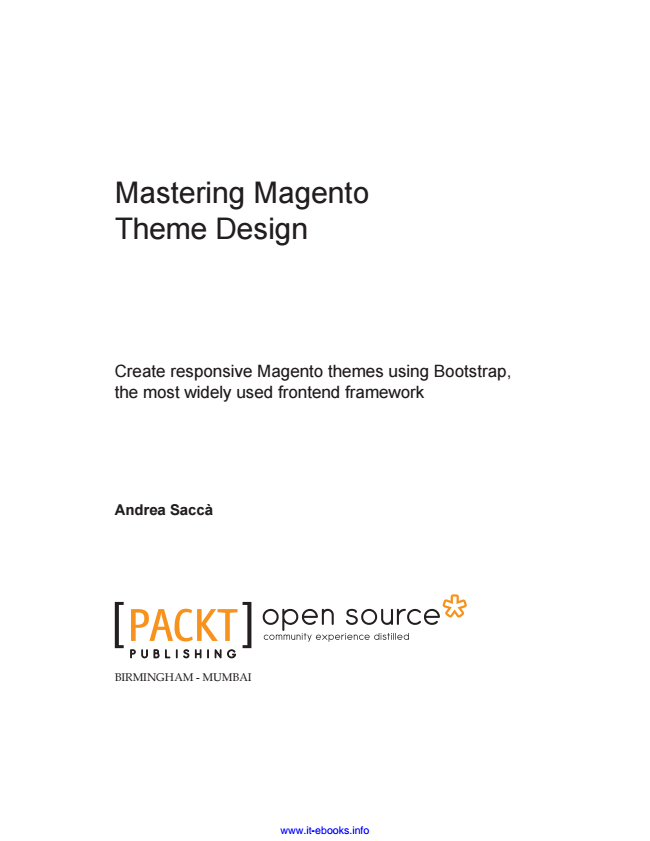 Mastering Magento
Theme Design
Create responsive Magento themes using Bootstrap,
the most widely used frontend framework
Andrea Saccà
[PACKT] open source*
PUBLISHING community experience distilled
BIRMINGHAM - MUMBAI
www.it-ebooks.info